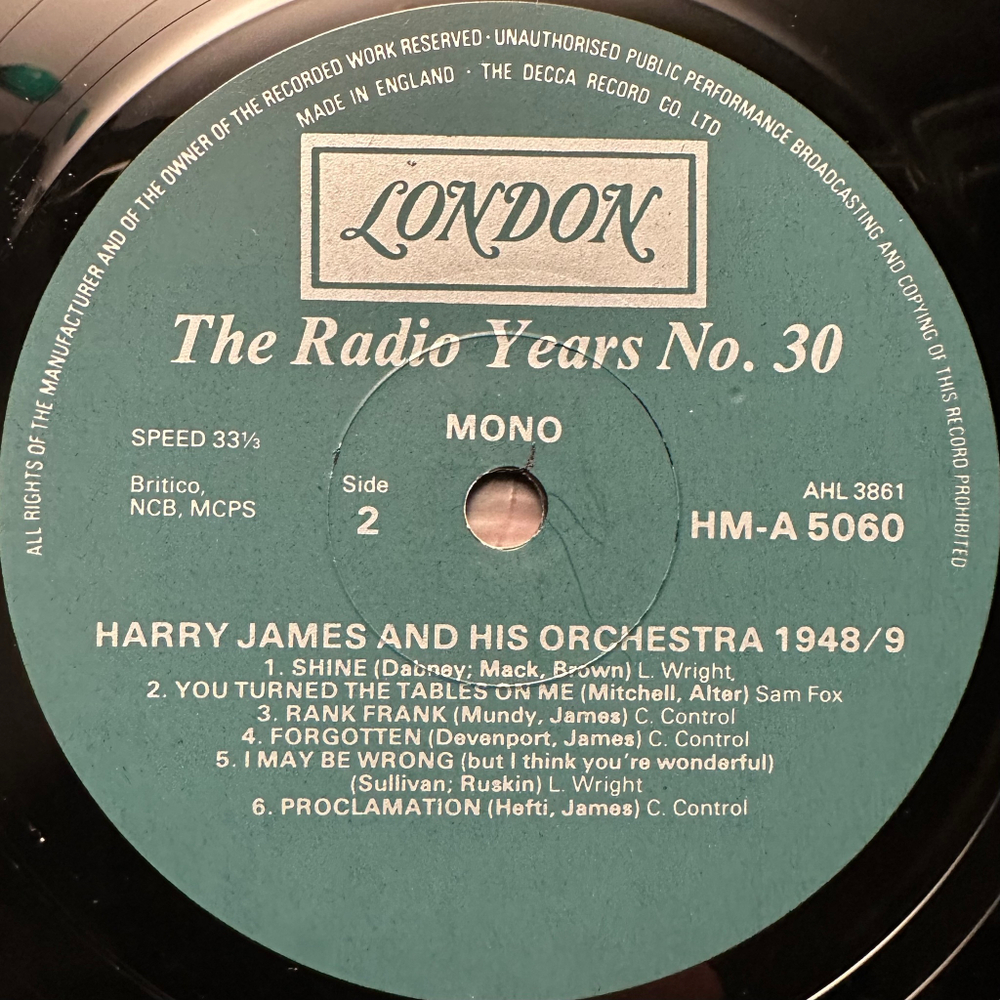 ALL RIGHTS OF THE MANUFACTURER AND OF THE OWNER OF THE RECORDED WORK RESERVED · UNAUTHORISED PUBLIC PERFORMANCE BROADCASTING AND COPYING OF THIS RECORD PROHIBITED
MADE IN ENGLAND · THE DECCA RECORD CO. LTD
LONDON
The Radio Years No. 30
MONO
SPEED 33⅓
Britico,
NCB, MCPS
Side
2
AHL 3861
HM-A 5060
HARRY JAMES AND HIS ORCHESTRA 1948/9
1. SHINE (Dabney; Mack, Brown) L. Wright,
2. YOU TURNED THE TABLES ON ME (Mitchell, Alter) Sam Fox
3. RANK FRANK (Mundy, James) C. Control
4. FORGOTTEN (Devenport, James) C. Control
5. I MAY BE WRONG (but I think you're wonderful)
(Sullivan; Ruskin) L. Wright
6. PROCLAMATION (Hefti, James) C. Control